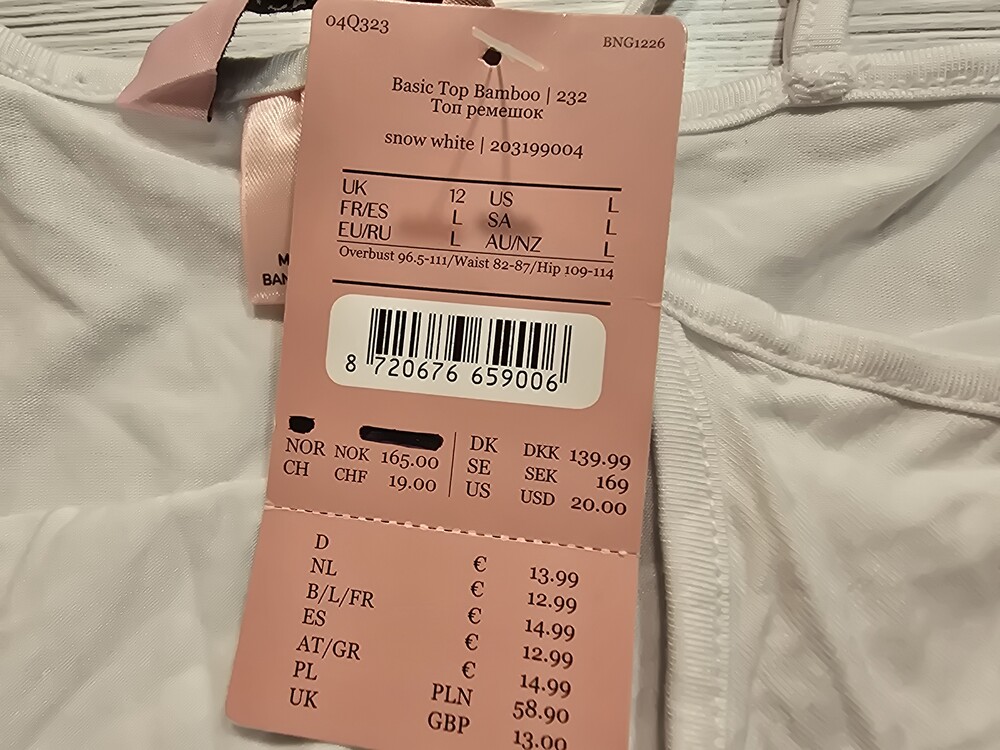 04Q323
BNG1226
Basic Top Bamboo | 232
Топ ремешок
snow white | 203199004
UK 12 US L
FR/ES L SA L
EU/RU L AU/NZ L
Overbust 96.5-111/Waist 82-87/Hip 109-114
8 720676 659006
NOR NOK 165.00 DK DKK 139.99
CH CHF 19.00 SE SEK 169
US USD 20.00
D € 13.99
NL € 12.99
B/L/FR € 14.99
ES € 12.99
AT/GR € 14.99
PL PLN 58.90
UK GBP 13.00